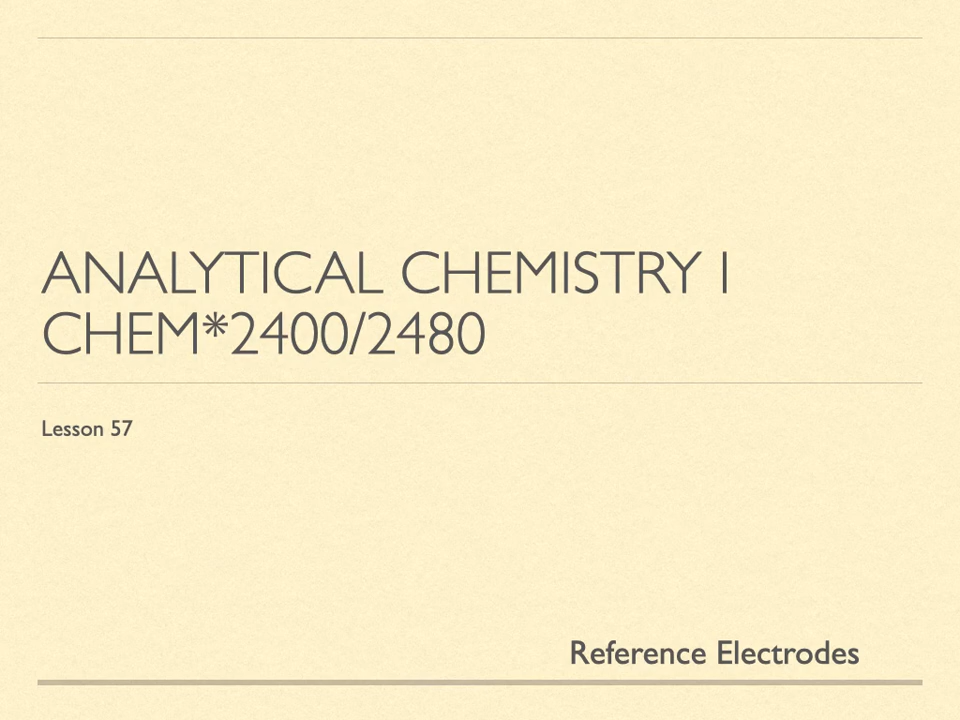 ANALYTICAL CHEMISTRY I
CHEM*2400/2480
Lesson 57
Reference Electrodes